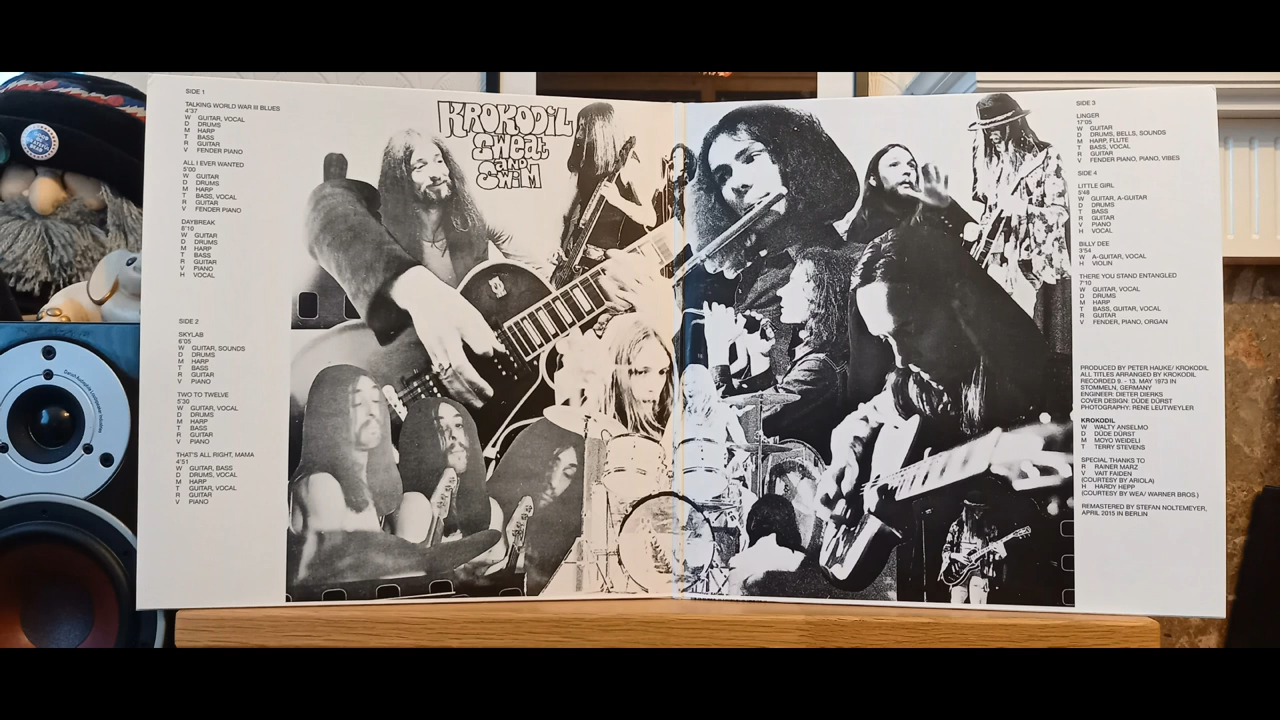 SIDE 1
TALKING WORLD WAR III BLUES
4'37
W GUITAR, VOCAL
D DRUMS
M HARP
T BASS
R GUITAR
V FENDER PIANO
ALL I EVER WANTED
5'00
W GUITAR
D DRUMS
M HARP
T BASS, VOCAL
R GUITAR
V FENDER PIANO
DAYBREAK
8'10
W GUITAR
D DRUMS
M HARP
T BASS
R GUITAR
V PIANO
H VOCAL
SIDE 2
SKYLAB
6'05
W GUITAR, SOUNDS
D DRUMS
M HARP
T BASS
R GUITAR
V PIANO
TWO TO TWELVE
5'30
W GUITAR, VOCAL
D DRUMS
M HARP
T BASS
R GUITAR
V PIANO
THAT'S ALL RIGHT, MAMA
4'51
W GUITAR, BASS
D DRUMS, VOCAL
M HARP
T GUITAR, VOCAL
R GUITAR
V PIANO
KROKODIL
SWEAT
AND
SWIM
SIDE 3
LINGER
17'05
W GUITAR
D DRUMS, BELLS, SOUNDS
M HARP, FLUTE
T BASS, VOCAL
R GUITAR
V FENDER PIANO, PIANO, VIBES
SIDE 4
LITTLE GIRL
5'48
W GUITAR, A-GUITAR
D DRUMS
T BASS
R GUITAR
V PIANO
H VOCAL
BILLY DEE
3'54
W A-GUITAR, VOCAL
H VIOLIN
THERE YOU STAND ENTANGLED
7'10
W GUITAR, VOCAL
D DRUMS
M HARP
T BASS, GUITAR, VOCAL
R GUITAR
V FENDER, PIANO, ORGAN
PRODUCED BY PETER HAUKE/ KROKODIL
ALL TITLES ARRANGED BY KROKODIL
RECORDED 9. - 13. MAY 1973 IN
STOMMELN, GERMANY
ENGINEER: DIETER DIERKS
COVER DESIGN: DÜDE DÜRST
PHOTOGRAPHY: RENE LEUTWEYLER
KROKODIL
W WALTY ANSELMO
D DÜDE DÜRST
M MOJO WEIDELI
T TERRY STEVENS
SPECIAL THANKS TO
R RAINER MARZ
V VAIT FAIDEN
(COURTESY BY ARIOLA)
H HARDY HEPP
(COURTESY BY WEA/ WARNER BROS.)
REMASTERED BY STEFAN NOLTEMEYER,
APRIL 2015 IN BERLIN